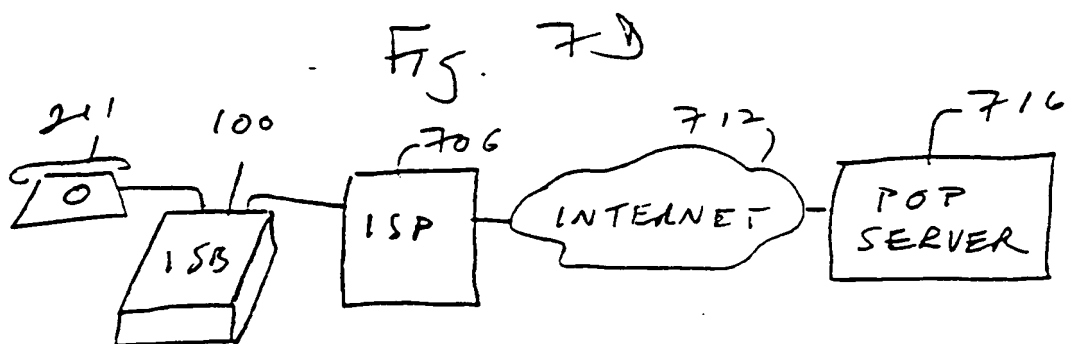 Fig. 7D
211
100
706
712
716
ISB
ISP
INTERNET
POP
SERVER